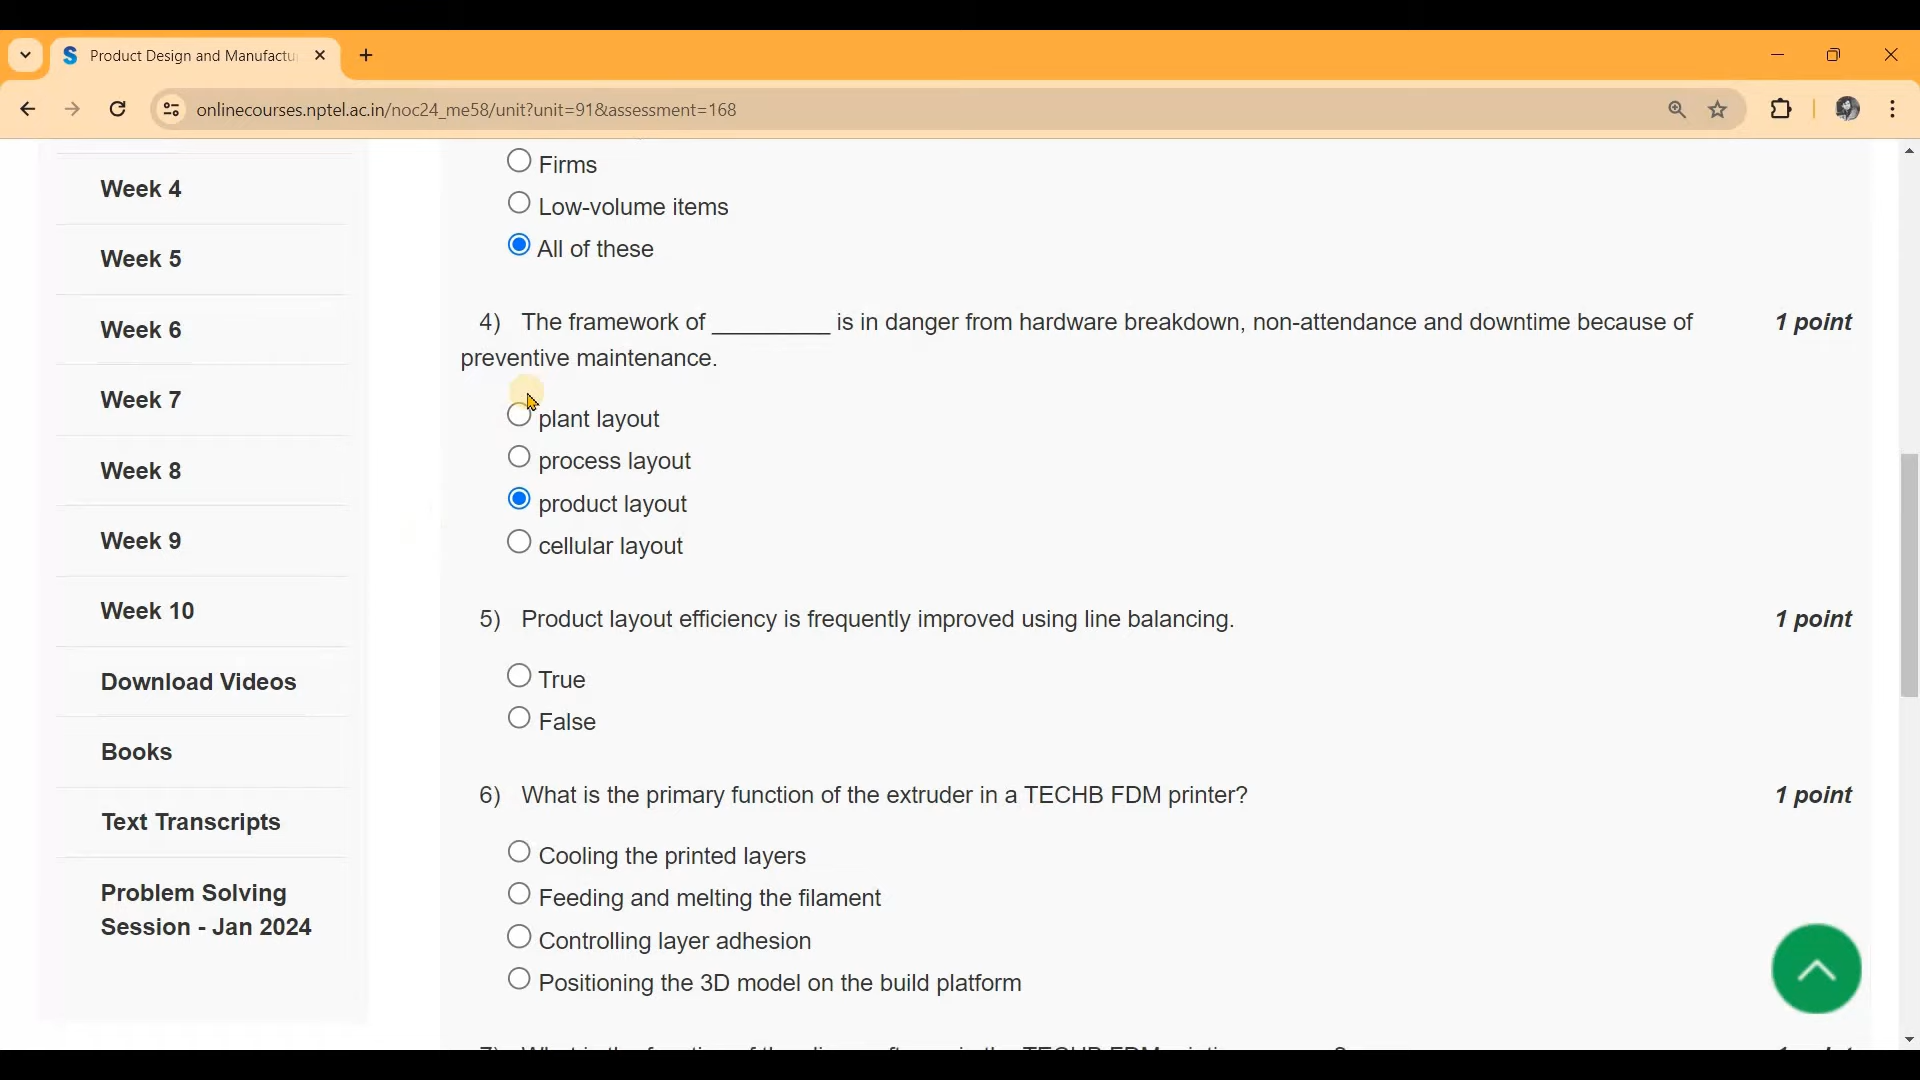 Product Design and Manufactu
onlinecourses.nptel.ac.in/noc24_me58/unit?unit=91&assessment=168
Week 4
Week 5
Week 6
Week 7
Week 8
Week 9
Week 10
Download Videos
Books
Text Transcripts
Problem Solving
Session - Jan 2024
Firms
Low-volume items
All of these
4) The framework of _________ is in danger from hardware breakdown, non-attendance and downtime because of 1 point
preventive maintenance.
plant layout
process layout
product layout
cellular layout
5) Product layout efficiency is frequently improved using line balancing. 1 point
True
False
6) What is the primary function of the extruder in a TECHB FDM printer? 1 point
Cooling the printed layers
Feeding and melting the filament
Controlling layer adhesion
Positioning the 3D model on the build platform